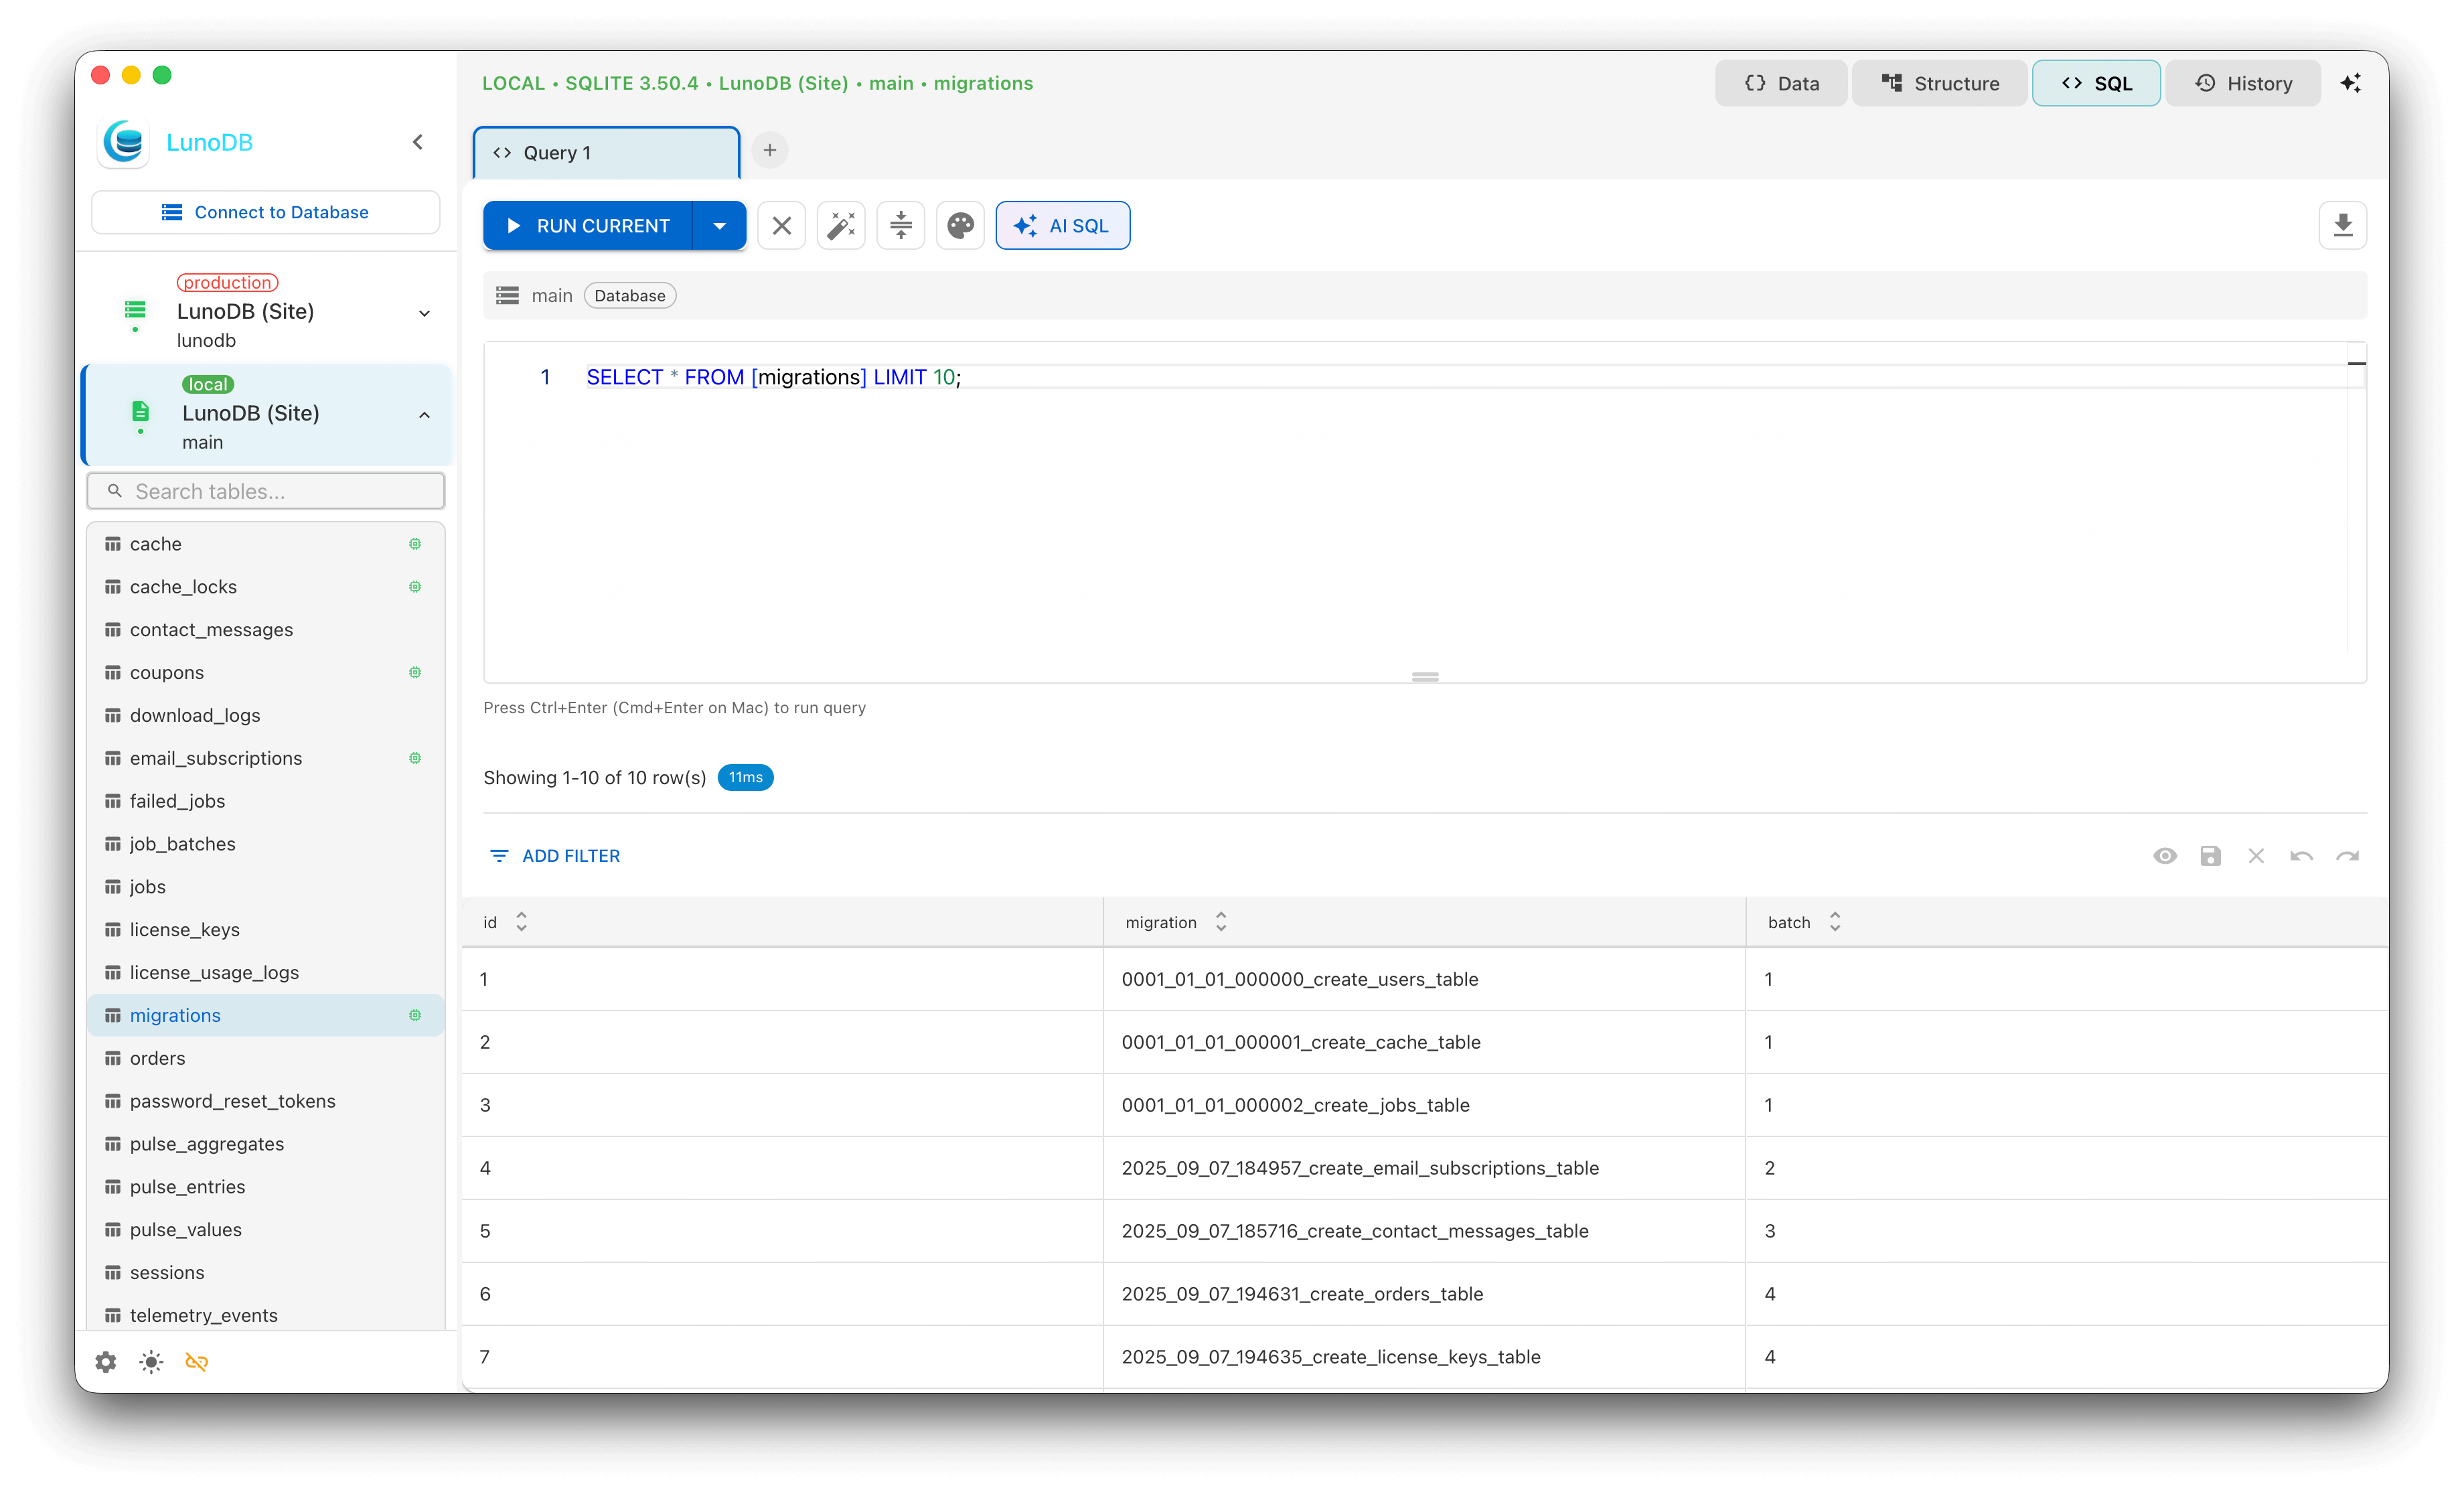 LunoDB
Connect to Database
production
LunoDB (Site)
lunodb
local
LunoDB (Site)
main
Search tables...
cache
cache_locks
contact_messages
coupons
download_logs
email_subscriptions
failed_jobs
job_batches
jobs
license_keys
license_usage_logs
migrations
orders
password_reset_tokens
pulse_aggregates
pulse_entries
pulse_values
sessions
telemetry_events
LOCAL • SQLITE 3.50.4 • LunoDB (Site) • main • migrations
Data Structure SQL History
Query 1
RUN CURRENT AI SQL
main Database
1 SELECT * FROM [migrations] LIMIT 10;
Press Ctrl+Enter (Cmd+Enter on Mac) to run query
Showing 1-10 of 10 row(s) 11ms
ADD FILTER
id migration batch
1 0001_01_01_000000_create_users_table 1
2 0001_01_01_000001_create_cache_table 1
3 0001_01_01_000002_create_jobs_table 1
4 2025_09_07_184957_create_email_subscriptions_table 2
5 2025_09_07_185716_create_contact_messages_table 3
6 2025_09_07_194631_create_orders_table 4
7 2025_09_07_194635_create_license_keys_table 4